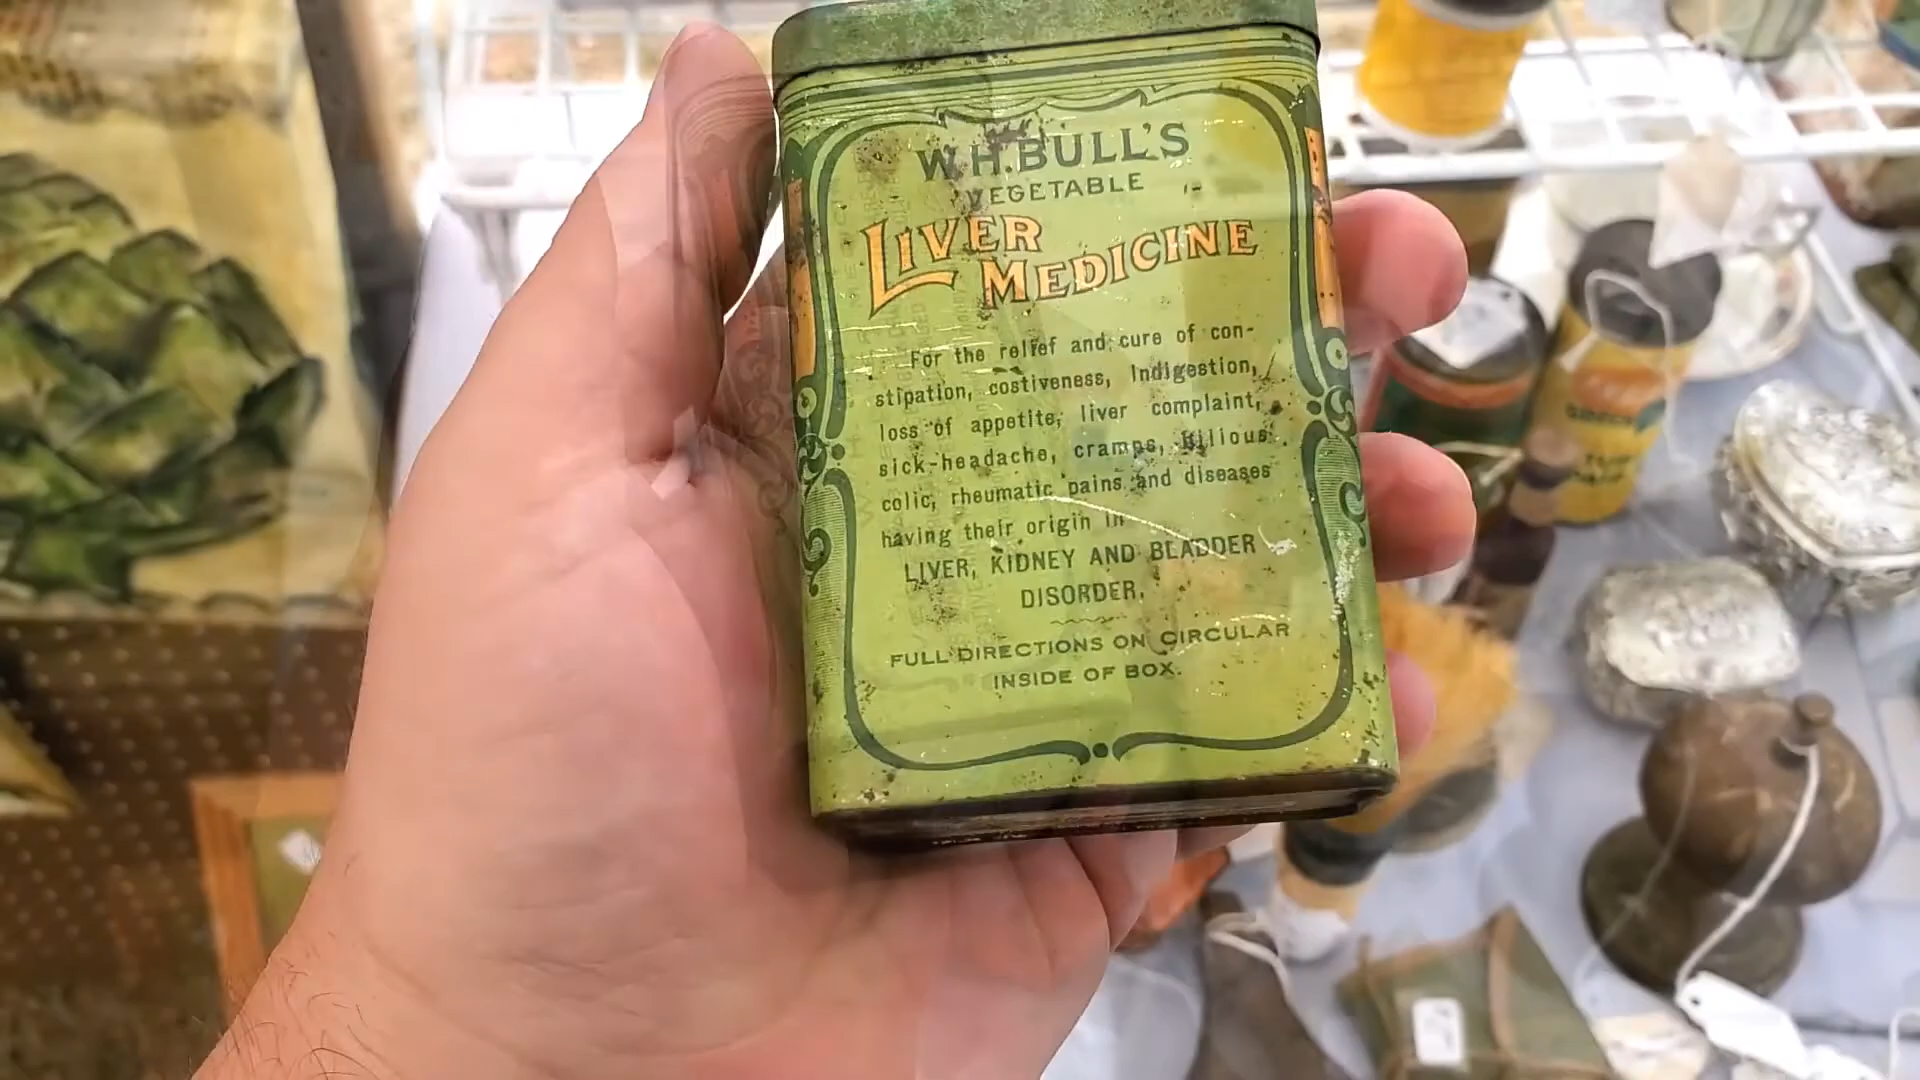 W.H.BULL'S
VEGETABLE
LIVER
MEDICINE
For the relief and cure of con-
stipation, costiveness, Indigestion,
loss of appetite, liver complaint,
sick-headache, cramps, Bilious
colic, rheumatic pains and diseases
having their origin in
LIVER, KIDNEY AND BLADDER
DISORDER.
FULL DIRECTIONS ON CIRCULAR
INSIDE OF BOX.